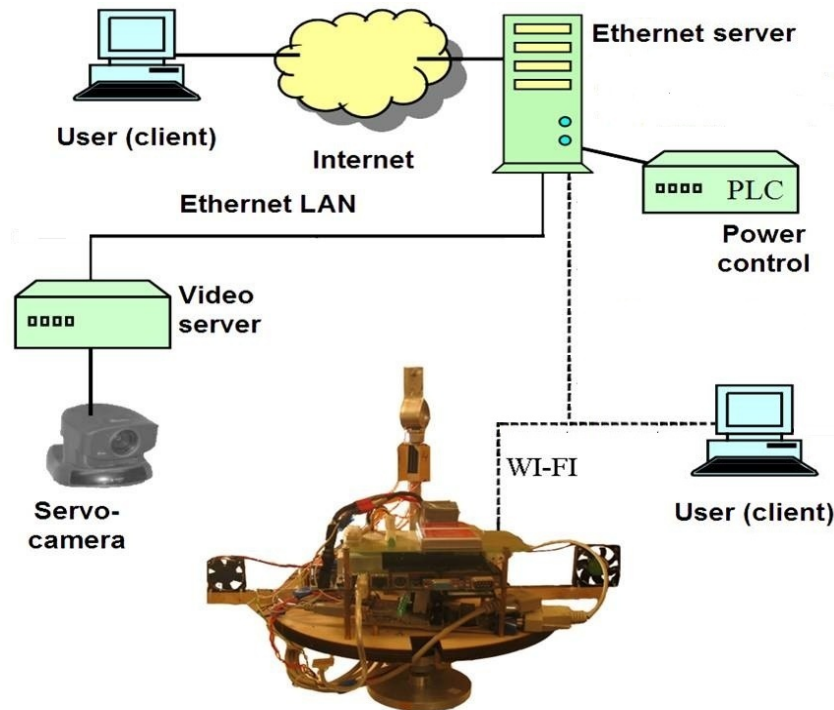 Ethernet server
User (client)
Internet
PLC
Ethernet LAN
Power
control
Video
server
WI-FI
Servo-
camera
User (client)